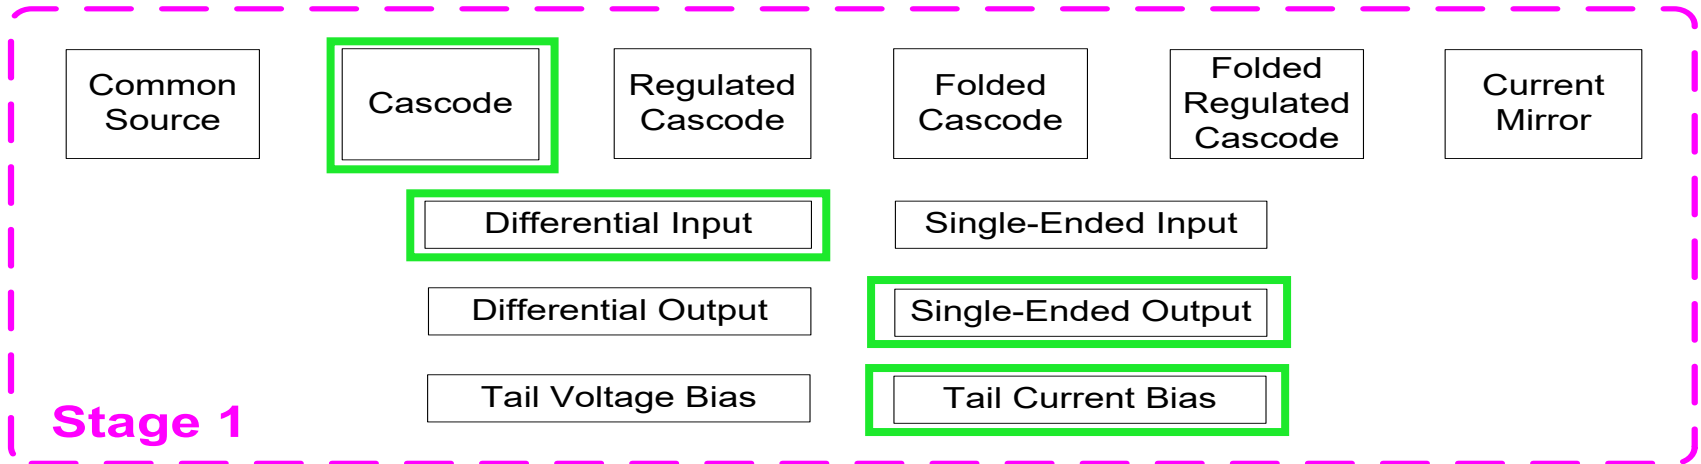 Common
Source
Cascode
Regulated
Cascode
Folded
Cascode
Folded
Regulated
Cascode
Current
Mirror
Differential Input
Single-Ended Input
Differential Output
Single-Ended Output
Tail Voltage Bias
Tail Current Bias
Stage 1